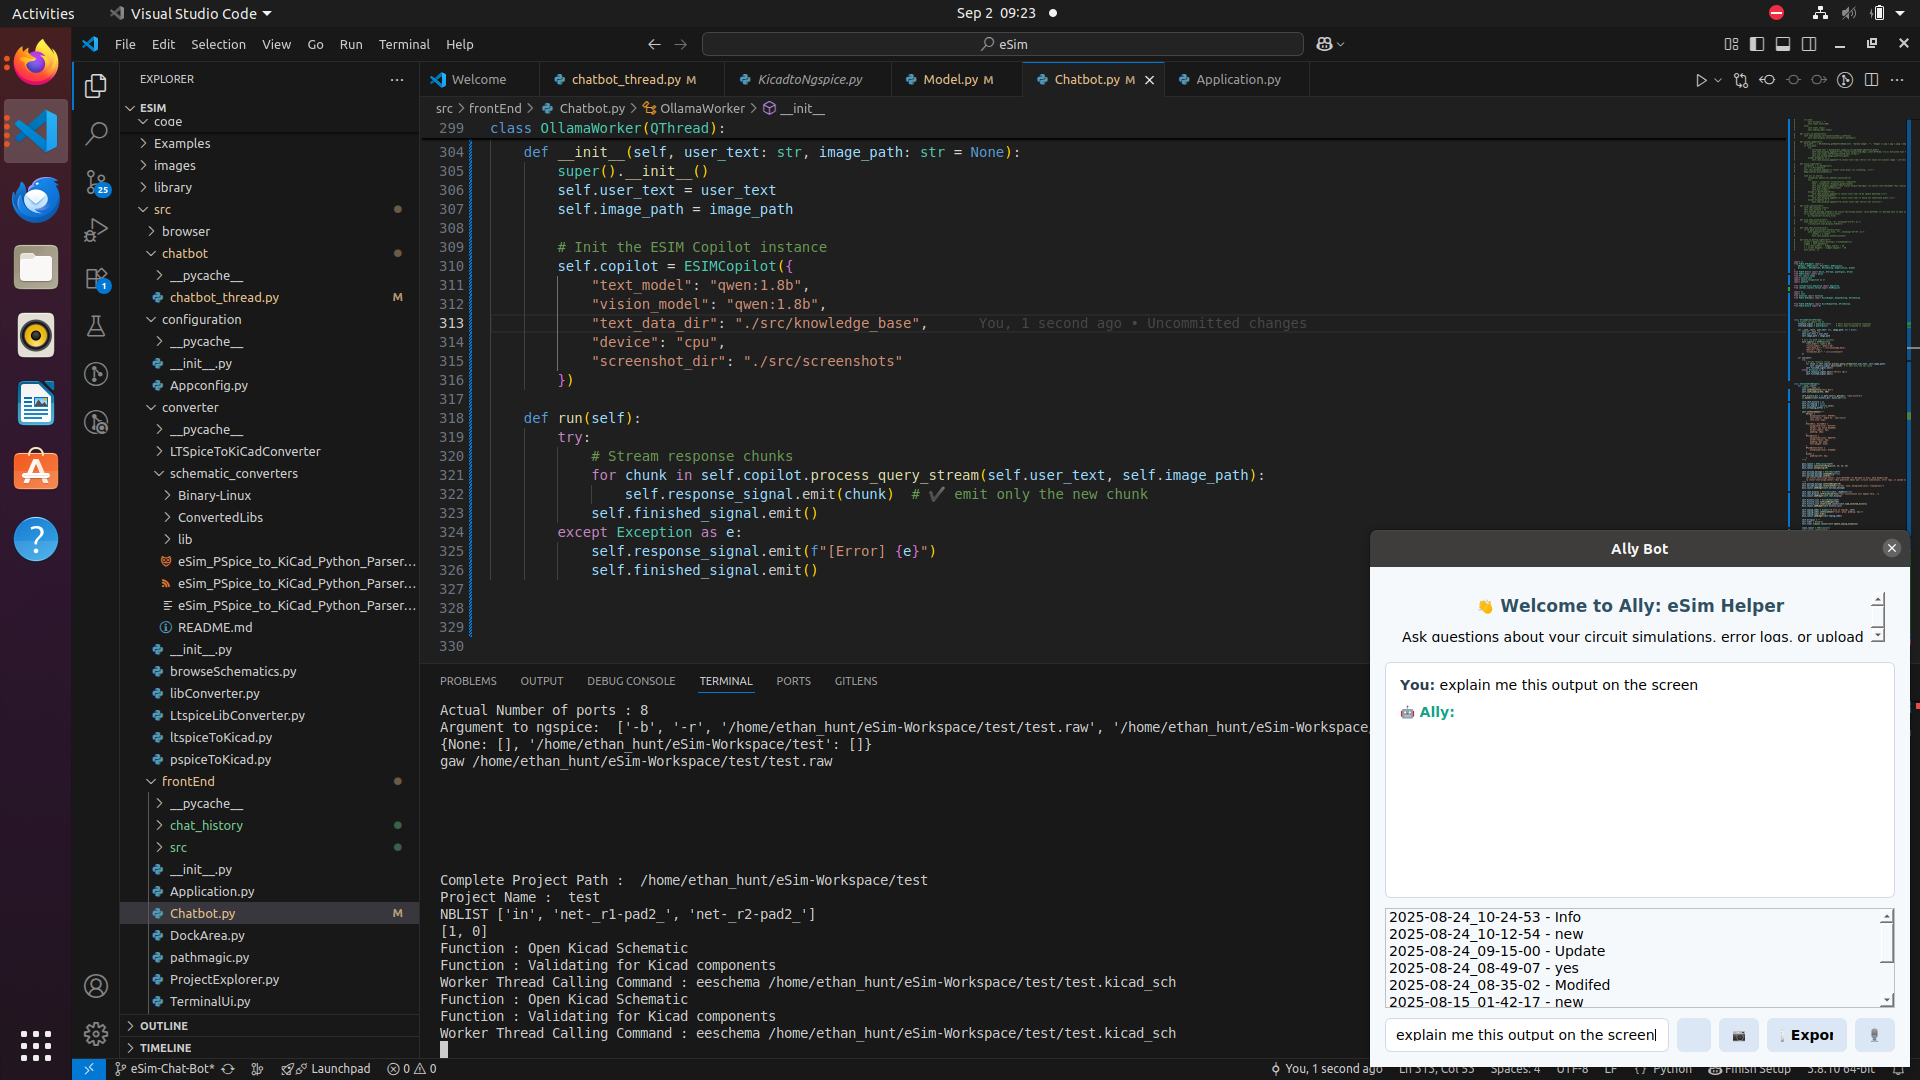 Activities
Visual Studio Code
Sep 2 09:23
File Edit Selection View Go Run Terminal Help
eSim
EXPLORER
ESIM
code
Examples
images
library
src
browser
chatbot
__pycache__
chatbot_thread.py M
configuration
__pycache__
__init__.py
Appconfig.py
converter
__pycache__
LTSpiceToKiCadConverter
schematic_converters
Binary-Linux
ConvertedLibs
lib
eSim_PSpice_to_KiCad_Python_Parser...
eSim_PSpice_to_KiCad_Python_Parser...
eSim_PSpice_to_KiCad_Python_Parser...
README.md
__init__.py
browseSchematics.py
libConverter.py
LtspiceLibConverter.py
ltspiceToKicad.py
pspiceToKicad.py
frontEnd
__pycache__
chat_history
src
__init__.py
Application.py
Chatbot.py M
DockArea.py
pathmagic.py
ProjectExplorer.py
TerminalUi.py
OUTLINE
TIMELINE
25
1
Welcome
chatbot_thread.py M
KicadtoNgspice.py
Model.py M
Chatbot.py M
Application.py
src > frontEnd > Chatbot.py > OllamaWorker > __init__
299 class OllamaWorker(QThread):
304 def __init__(self, user_text: str, image_path: str = None):
305 super().__init__()
306 self.user_text = user_text
307 self.image_path = image_path
308
309 # Init the ESIM Copilot instance
310 self.copilot = ESIMCopilot({
311 "text_model": "qwen:1.8b",
312 "vision_model": "qwen:1.8b",
313 "text_data_dir": "./src/knowledge_base", You, 1 second ago • Uncommitted changes
314 "device": "cpu",
315 "screenshot_dir": "./src/screenshots"
316 })
317
318 def run(self):
319 try:
320 # Stream response chunks
321 for chunk in self.copilot.process_query_stream(self.user_text, self.image_path):
322 self.response_signal.emit(chunk) # ✔ emit only the new chunk
323 self.finished_signal.emit()
324 except Exception as e:
325 self.response_signal.emit(f"[Error] {e}")
326 self.finished_signal.emit()
327
328
329
330
PROBLEMS OUTPUT DEBUG CONSOLE TERMINAL PORTS GITLENS
Actual Number of ports : 8
Argument to ngspice: ['-b', '-r', '/home/ethan_hunt/eSim-Workspace/test/test.raw', '/home/ethan_hunt/eSim-Workspace/
{None: [], '/home/ethan_hunt/eSim-Workspace/test': []}
gaw /home/ethan_hunt/eSim-Workspace/test/test.raw
Complete Project Path : /home/ethan_hunt/eSim-Workspace/test
Project Name : test
NBLIST ['in', 'net-_r1-pad2_', 'net-_r2-pad2_']
[1, 0]
Function : Open Kicad Schematic
Function : Validating for Kicad components
Worker Thread Calling Command : eeschema /home/ethan_hunt/eSim-Workspace/test/test.kicad_sch
Function : Open Kicad Schematic
Function : Validating for Kicad components
Worker Thread Calling Command : eeschema /home/ethan_hunt/eSim-Workspace/test/test.kicad_sch
Ally Bot
👋 Welcome to Ally: eSim Helper
Ask questions about your circuit simulations, error logs, or upload
You: explain me this output on the screen
🤖 Ally:
2025-08-24_10-24-53 - Info
2025-08-24_10-12-54 - new
2025-08-24_09-15-00 - Update
2025-08-24_08-49-07 - yes
2025-08-24_08-35-02 - Modifed
2025-08-15_01-42-17 - new
explain me this output on the screen
Expor
eSim-Chat-Bot* Launchpad 0 0
You, 1 second ago Ln 313, Col 53 Spaces: 4 UTF-8 LF {} Python Finish Setup 3.8.10 64-bit